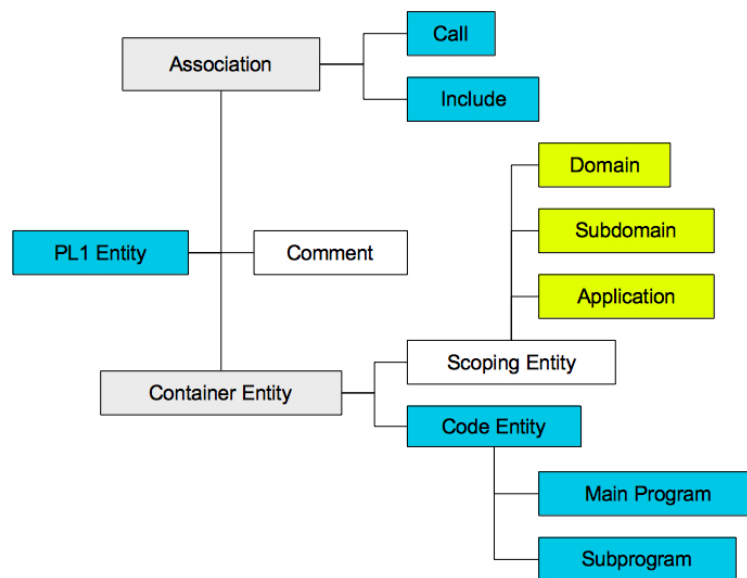 Call
Association
Include
Domain
Subdomain
PL1 Entity
Comment
Application
Scoping Entity
Container Entity
Code Entity
Main Program
Subprogram